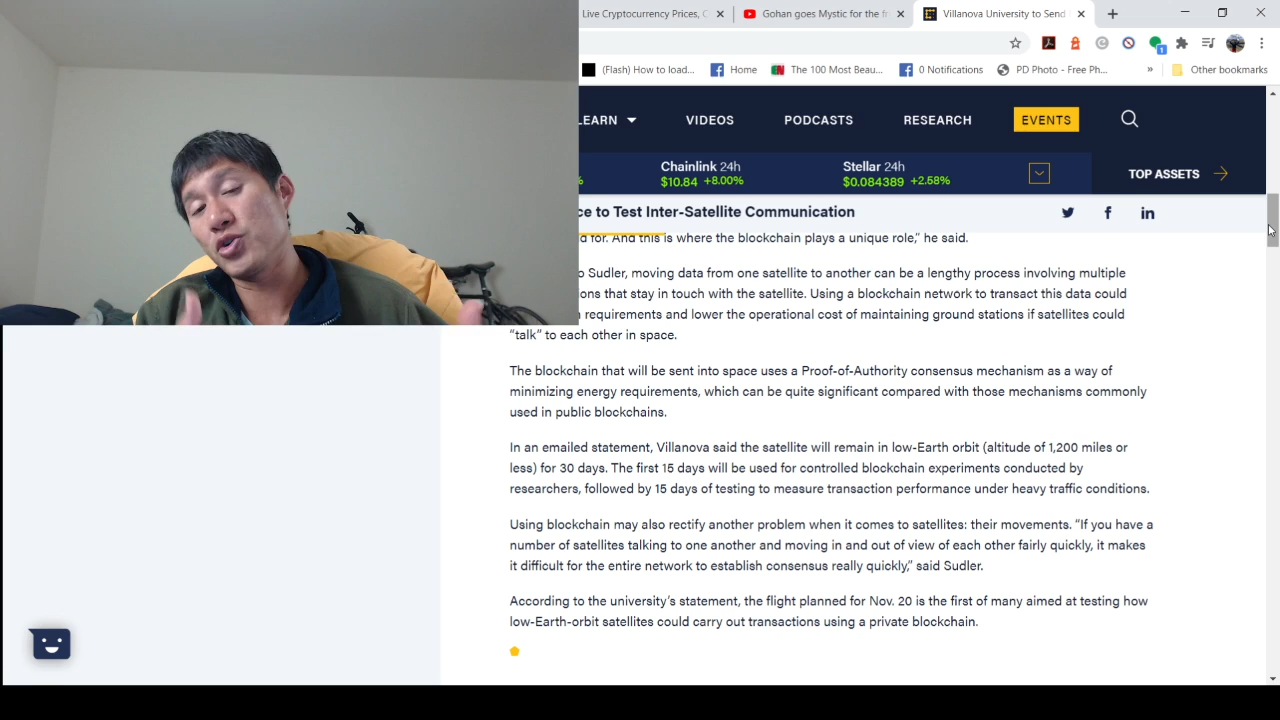 Live Cryptocurrency Prices, C
Gohan goes Mystic for the fi
Villanova University to Send
(Flash) How to load...
Home
The 100 Most Beau...
0 Notifications
PD Photo - Free Ph...
»
Other bookmarks
LEARN
VIDEOS
PODCASTS
RESEARCH
EVENTS
%
Chainlink 24h
$10.84 +8.00%
Stellar 24h
$0.084389 +2.58%
TOP ASSETS
ce to Test Inter-Satellite Communication
d for. And this is where the blockchain plays a unique role,” he said.
o Sudler, moving data from one satellite to another can be a lengthy process involving multiple
ions that stay in touch with the satellite. Using a blockchain network to transact this data could
n requirements and lower the operational cost of maintaining ground stations if satellites could
“talk” to each other in space.
The blockchain that will be sent into space uses a Proof-of-Authority consensus mechanism as a way of
minimizing energy requirements, which can be quite significant compared with those mechanisms commonly
used in public blockchains.
In an emailed statement, Villanova said the satellite will remain in low-Earth orbit (altitude of 1,200 miles or
less) for 30 days. The first 15 days will be used for controlled blockchain experiments conducted by
researchers, followed by 15 days of testing to measure transaction performance under heavy traffic conditions.
Using blockchain may also rectify another problem when it comes to satellites: their movements. “If you have a
number of satellites talking to one another and moving in and out of view of each other fairly quickly, it makes
it difficult for the entire network to establish consensus really quickly,” said Sudler.
According to the university’s statement, the flight planned for Nov. 20 is the first of many aimed at testing how
low-Earth-orbit satellites could carry out transactions using a private blockchain.